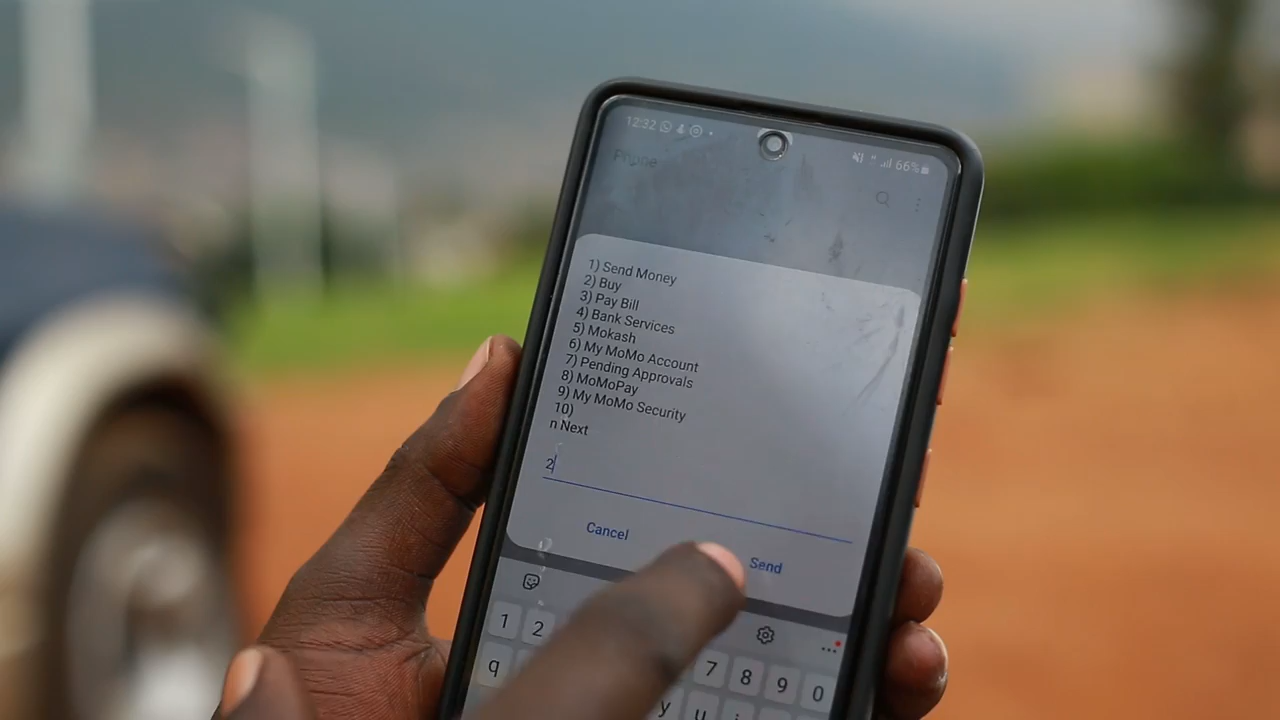 12:32
66%
Phone
1) Send Money
2) Buy
3) Pay Bill
4) Bank Services
5) Mokash
6) My MoMo Account
7) Pending Approvals
8) MoMoPay
9) My MoMo Security
10)
n Next
2
Cancel
Send
1 2 7 8 9 0
q y u i